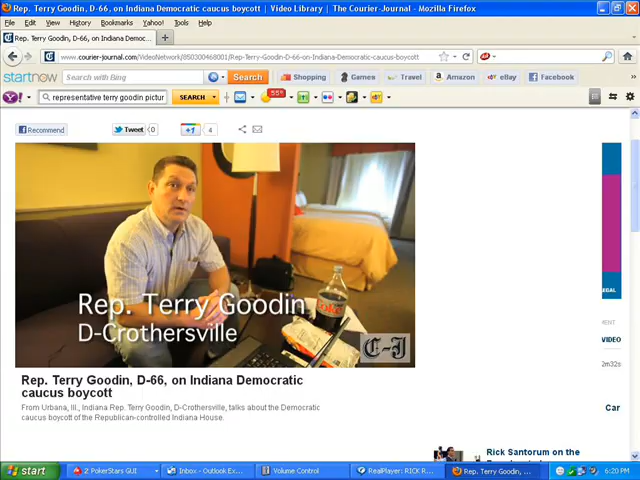 Rep. Terry Goodin, D-66, on Indiana Democratic caucus boycott | Video Library | The Courier-Journal - Mozilla Firefox
File Edit View History Bookmarks Yahoo! Tools Help
Rep. Terry Goodin, D-66, on Indiana Democ...
www.courier-journal.com/VideoNetwork/850300468001/Rep-Terry-Goodin-D-66-on-Indiana-Democratic-caucus-boycott
startnow Search with Bing Search Shopping Games Travel Amazon eBay Facebook
Y! representative terry goodin pictur SEARCH
Recommend Tweet 0 +1 4
Rep. Terry Goodin
D-Crothersville
C-J
LEGAL
VIDEO
2m32s
Rep. Terry Goodin, D-66, on Indiana Democratic
caucus boycott
From Urbana, Ill., Indiana Rep. Terry Goodin, D-Crothersville, talks about the Democratic
caucus boycott of the Republican-controlled Indiana House.
Car
Rick Santorum on the
start 2 PokerStars GUI Inbox - Outlook Ex... Volume Control RealPlayer: RICK R... Rep. Terry Goodin, ... 6:20 PM